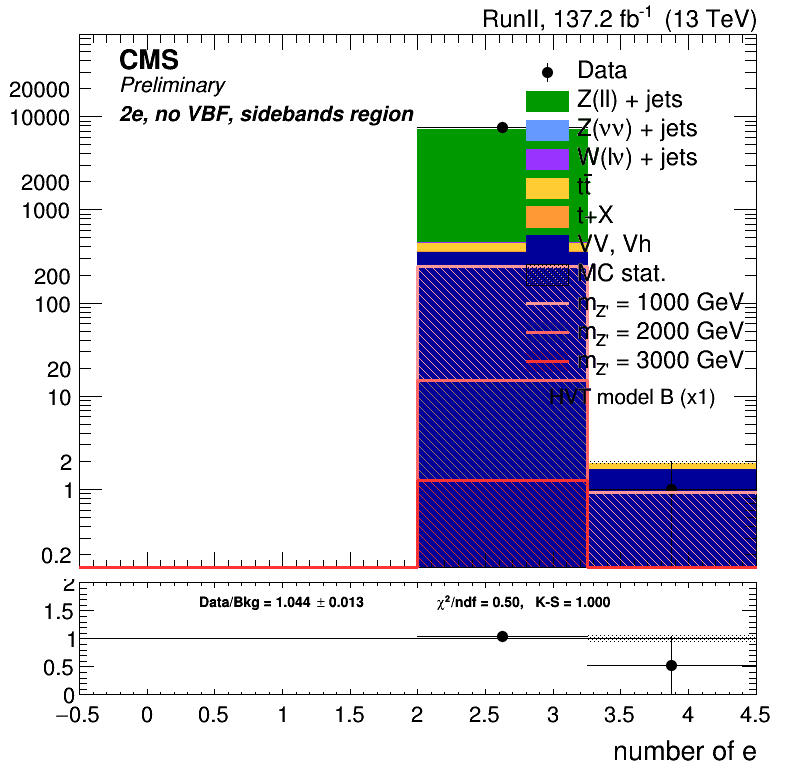 RunII, 137.2 fb⁻¹ (13 TeV)
CMS
Preliminary
2e, no VBF, sidebands region
Data
Z(ll) + jets
Z(νν) + jets
W(lν) + jets
tt̅
t+X
VV, Vh
MC stat.
m_Z' = 1000 GeV
m_Z' = 2000 GeV
m_Z' = 3000 GeV
HVT model B (x1)
20000
10000
2000
1000
200
100
20
10
2
1
0.2
Data/Bkg = 1.044 ± 0.013 χ²/ndf = 0.50, K-S = 1.000
2
1.5
1
0.5
0
−0.5 0 0.5 1 1.5 2 2.5 3 3.5 4 4.5
number of e